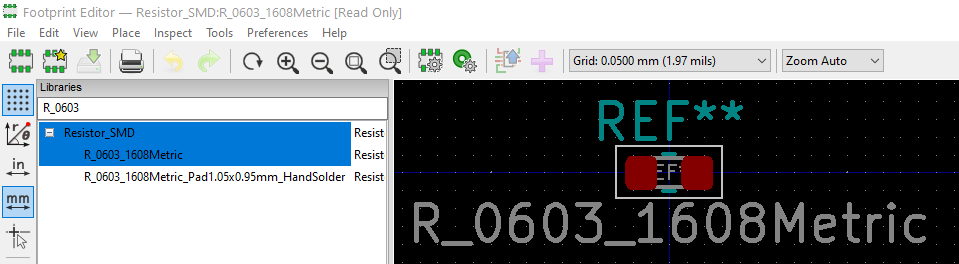 Footprint Editor — Resistor_SMD:R_0603_1608Metric [Read Only]
File Edit View Place Inspect Tools Preferences Help
Grid: 0.0500 mm (1.97 mils) Zoom Auto
Libraries
R_0603
Resistor_SMD Resist
R_0603_1608Metric Resist
R_0603_1608Metric_Pad1.05x0.95mm_HandSolder Resist
in
mm
REF**
R_0603_1608Metric